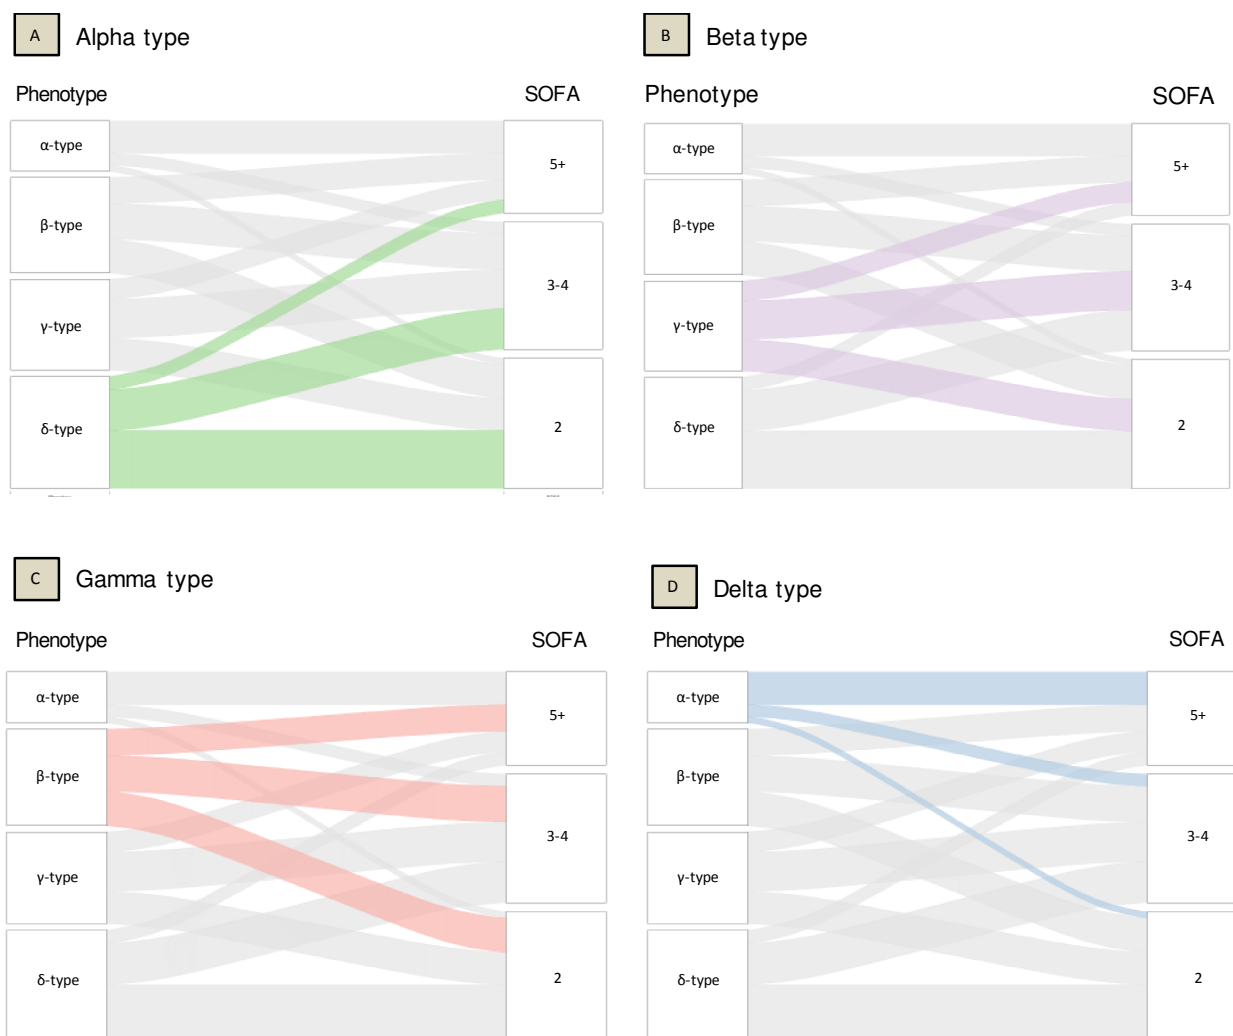 A Alpha type
Phenotype SOFA
α-type
β-type
γ-type
δ-type
5+
3-4
2
B Beta type
Phenotype SOFA
α-type
β-type
γ-type
δ-type
5+
3-4
2
C Gamma type
Phenotype SOFA
α-type
β-type
γ-type
δ-type
5+
3-4
2
D Delta type
Phenotype SOFA
α-type
β-type
γ-type
δ-type
5+
3-4
2